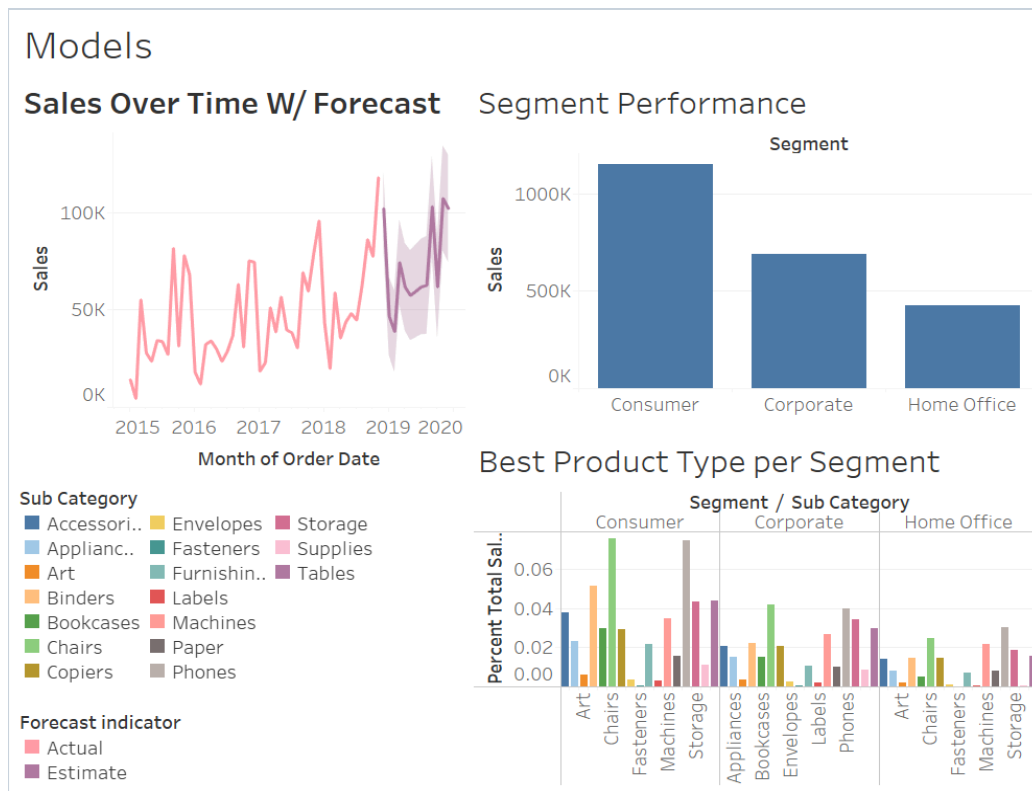 Models
Sales Over Time W/ Forecast
Sales
100K
50K
0K
2015 2016 2017 2018 2019 2020
Month of Order Date
Segment Performance
Segment
Sales
1000K
500K
0K
Consumer Corporate Home Office
Sub Category
Accessori..
Applianc..
Art
Binders
Bookcases
Chairs
Copiers
Envelopes
Fasteners
Furnishin..
Labels
Machines
Paper
Phones
Storage
Supplies
Tables
Forecast indicator
Actual
Estimate
Best Product Type per Segment
Segment / Sub Category
Consumer Corporate Home Office
Percent Total Sal..
0.06
0.04
0.02
0.00
Art
Chairs
Fasteners
Machines
Storage
Appliances
Bookcases
Envelopes
Labels
Phones
Art
Chairs
Fasteners
Machines
Storage